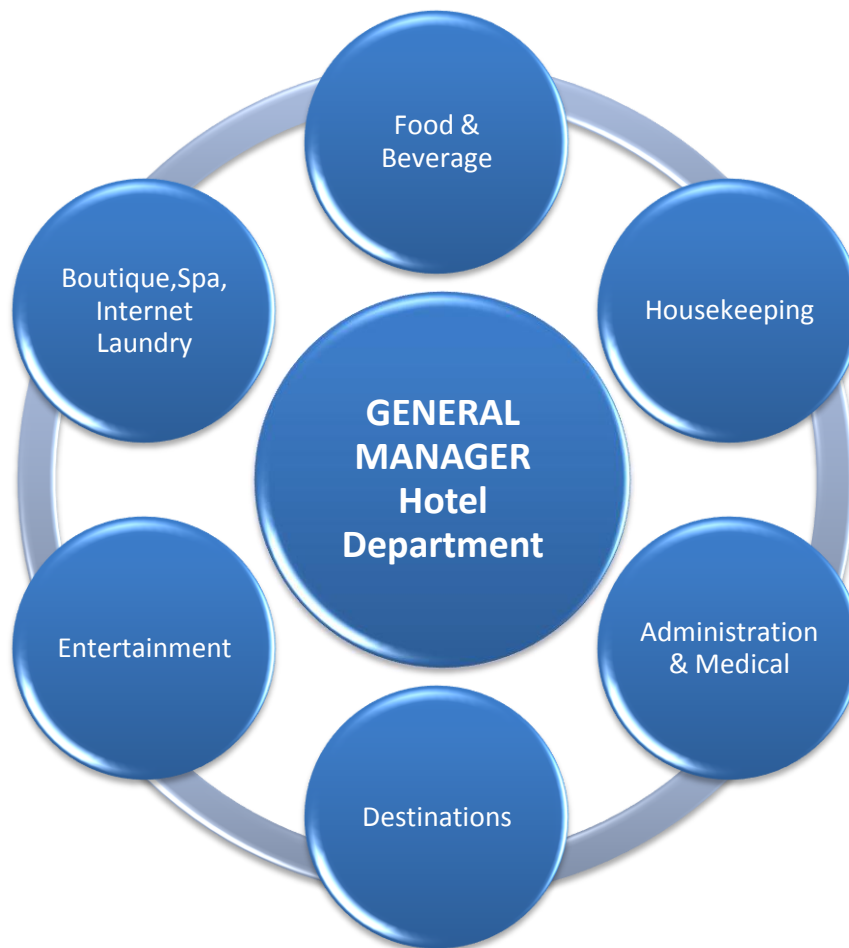 Food &
Beverage
Housekeeping
Administration
& Medical
Destinations
Entertainment
Boutique,Spa,
Internet
Laundry
GENERAL
MANAGER
Hotel
Department